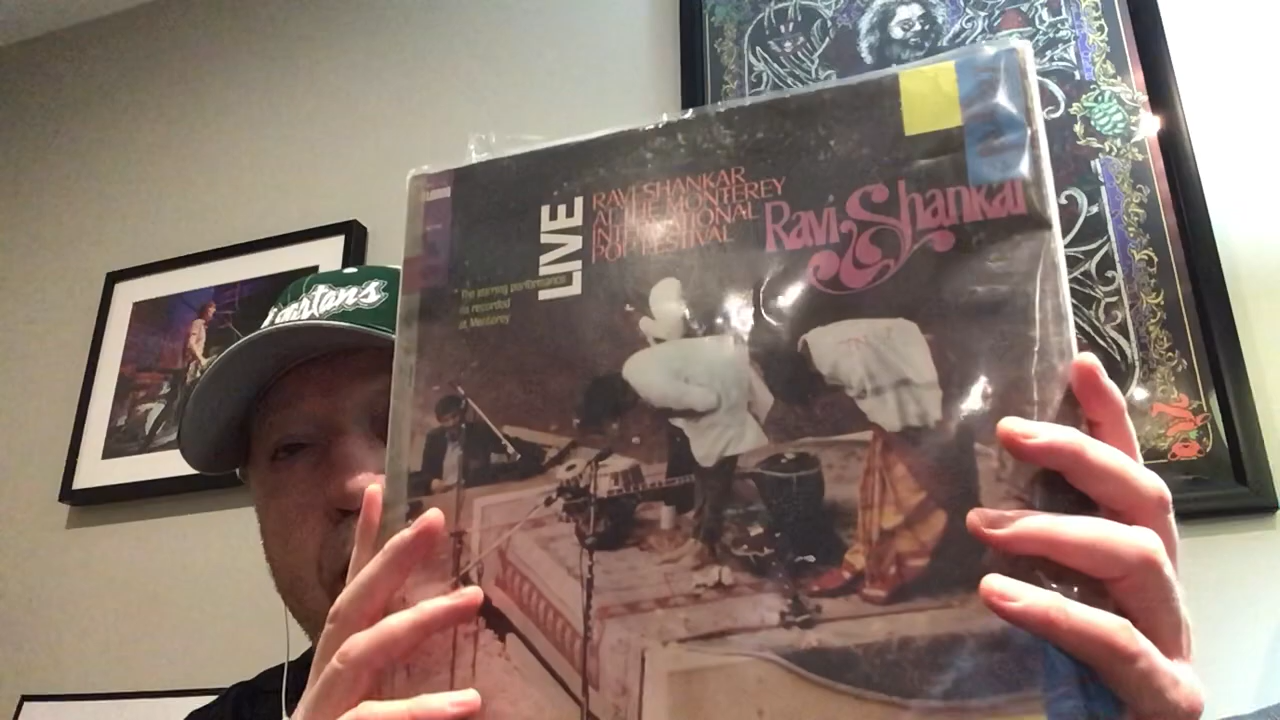 Spartans
LIVE
RAVI SHANKAR
AT THE MONTEREY
INTERNATIONAL
POP FESTIVAL
Ravi Shankar
The stirring performance
as recorded
at Monterey